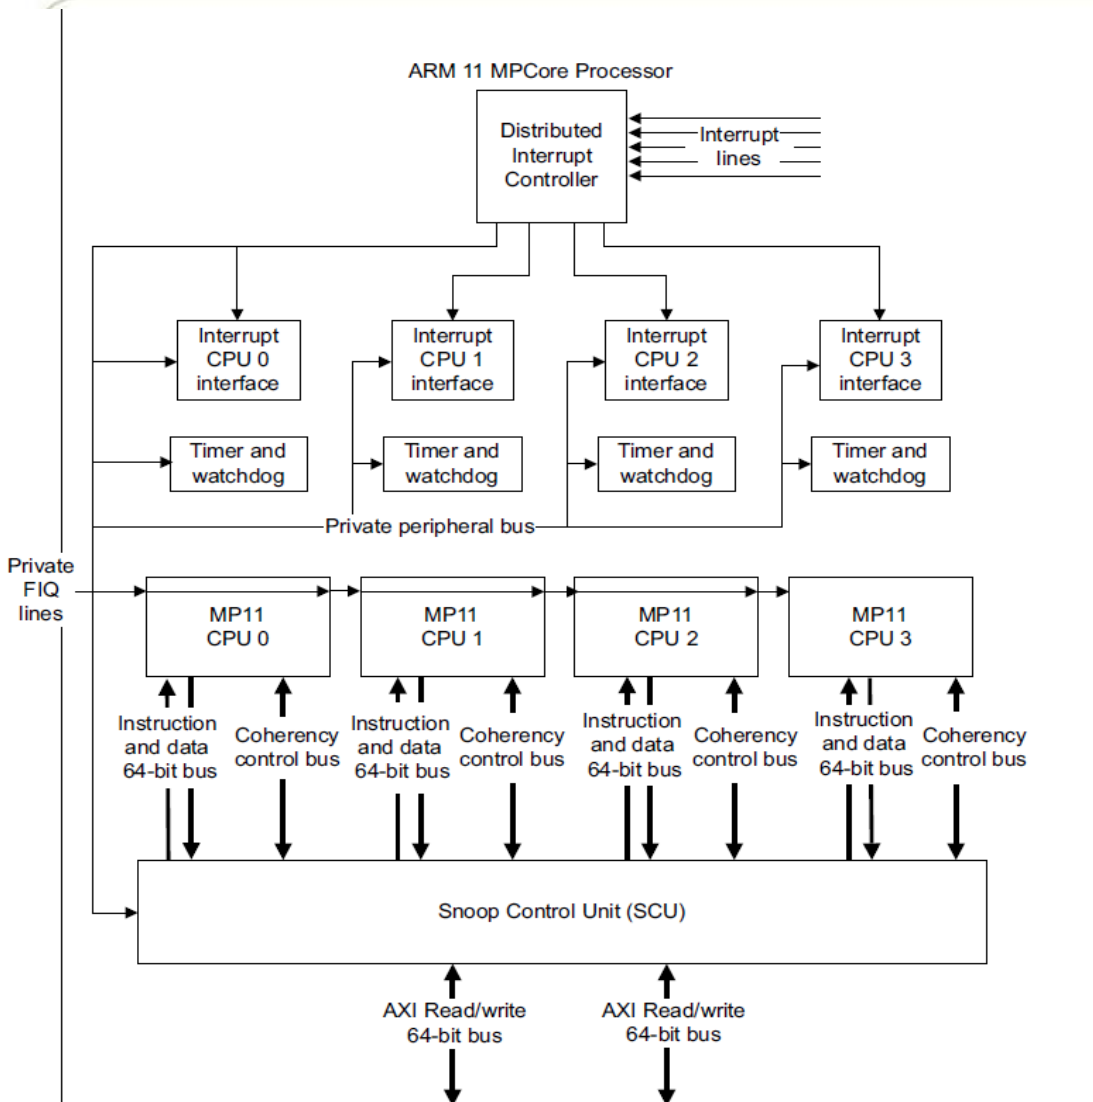 ARM 11 MPCore Processor
Distributed
Interrupt
Controller
Interrupt
lines
Interrupt
CPU 0
interface
Interrupt
CPU 1
interface
Interrupt
CPU 2
interface
Interrupt
CPU 3
interface
Timer and
watchdog
Timer and
watchdog
Timer and
watchdog
Timer and
watchdog
Private peripheral bus
Private
FIQ
lines
MP11
CPU 0
MP11
CPU 1
MP11
CPU 2
MP11
CPU 3
Instruction
and data
64-bit bus
Coherency
control bus
Instruction
and data
64-bit bus
Coherency
control bus
Instruction
and data
64-bit bus
Coherency
control bus
Instruction
and data
64-bit bus
Coherency
control bus
Snoop Control Unit (SCU)
AXI Read/write
64-bit bus
AXI Read/write
64-bit bus